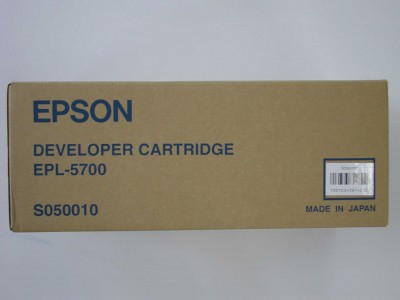 EPSON
DEVELOPER CARTRIDGE
EPL-5700
S050010
MADE IN JAPAN